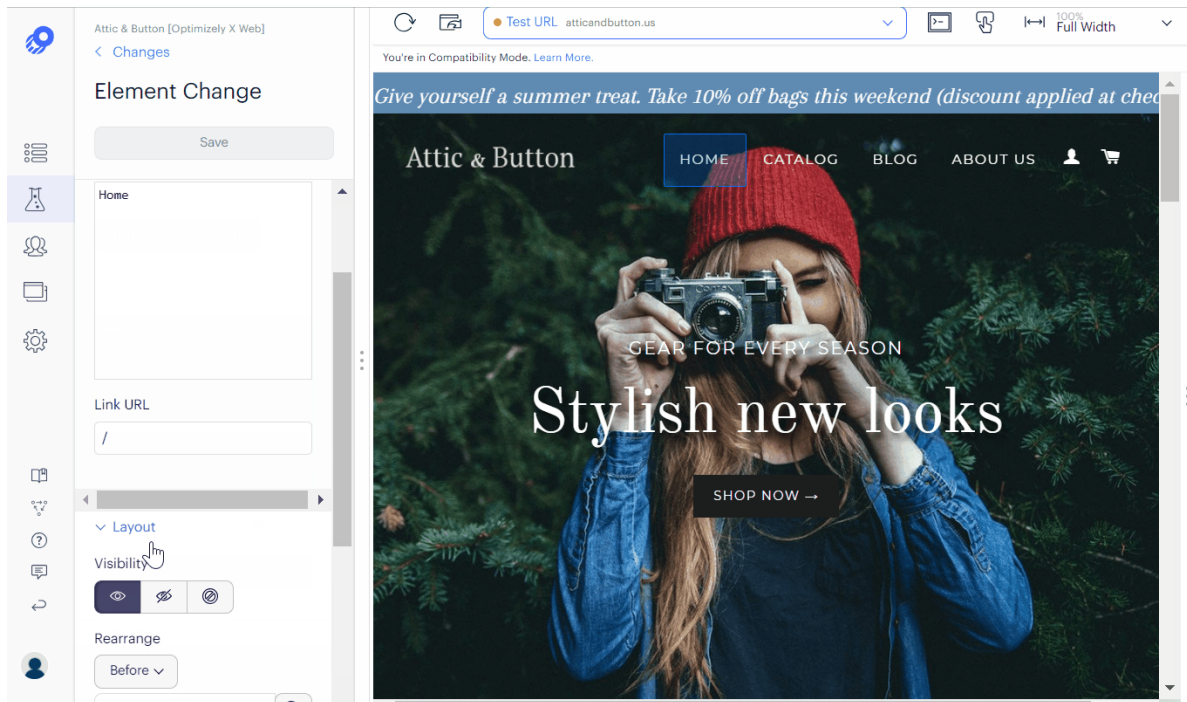 Attic & Button [Optimizely X Web]
Changes
Element Change
Save
Home
Link URL
/
Layout
Visibility
Rearrange
Before
Test URL atticandbutton.us
100%
Full Width
You're in Compatibility Mode. Learn More.
Give yourself a summer treat. Take 10% off bags this weekend (discount applied at chec
Attic & Button
HOME CATALOG BLOG ABOUT US
Contax
GEAR FOR EVERY SEASON
Stylish new looks
SHOP NOW →